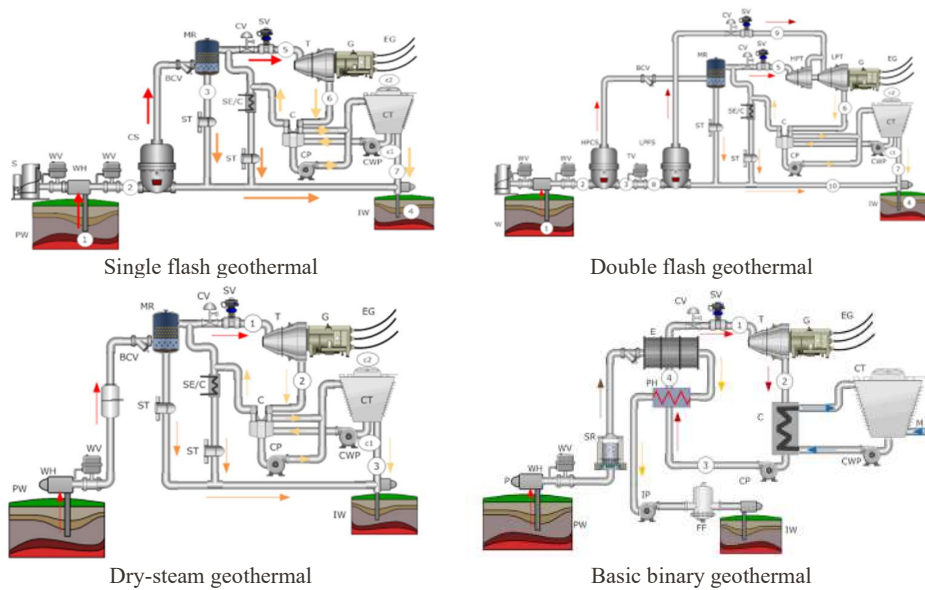 MR
CV
SV
5
T
G
EG
BCV
3
SE/C
6
c2
CT
ST
C
CS
ST
CP
CWP
c1
S
WV
WH
WV
2
7
PW
1
IW
4
Single flash geothermal
CV
SV
9
MR
CV
SV
5
HPT
LPT
G
EG
BCV
SE/C
6
c2
CT
ST
C
HPCS
TV
LPFS
ST
CP
CWP
c1
WV
WH
WV
2
3
8
7
10
1
IW
4
Double flash geothermal
MR
CV
SV
1
T
G
EG
BCV
SE/C
2
c2
CT
ST
C
c1
WV
ST
CP
CWP
WH
3
PW
IW
Dry-steam geothermal
CV
SV
1
T
G
EG
E
4
2
CT
PH
C
M
SR
CWP
WV
3
CP
P
WH
IP
FF
PW
IW
Basic binary geothermal